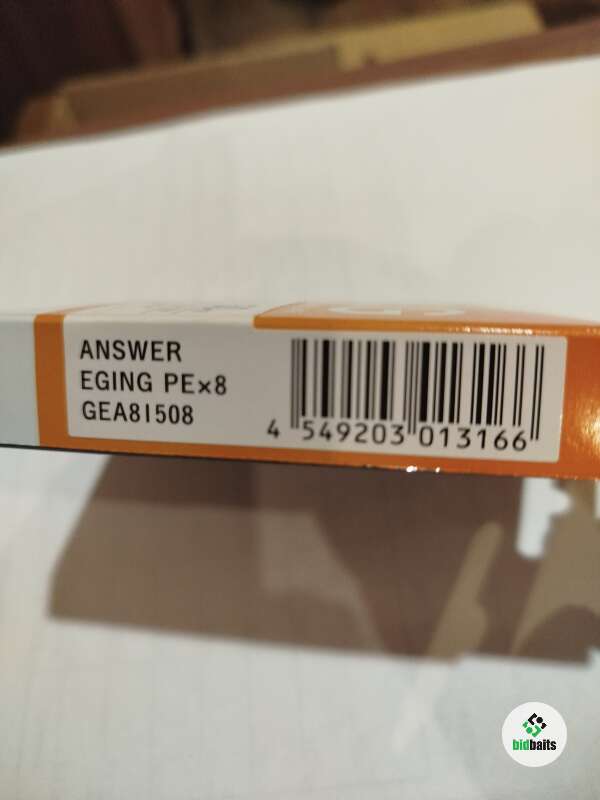 ANSWER
EGING PE×8
GEA81508
4 549203 013166
bidbaits